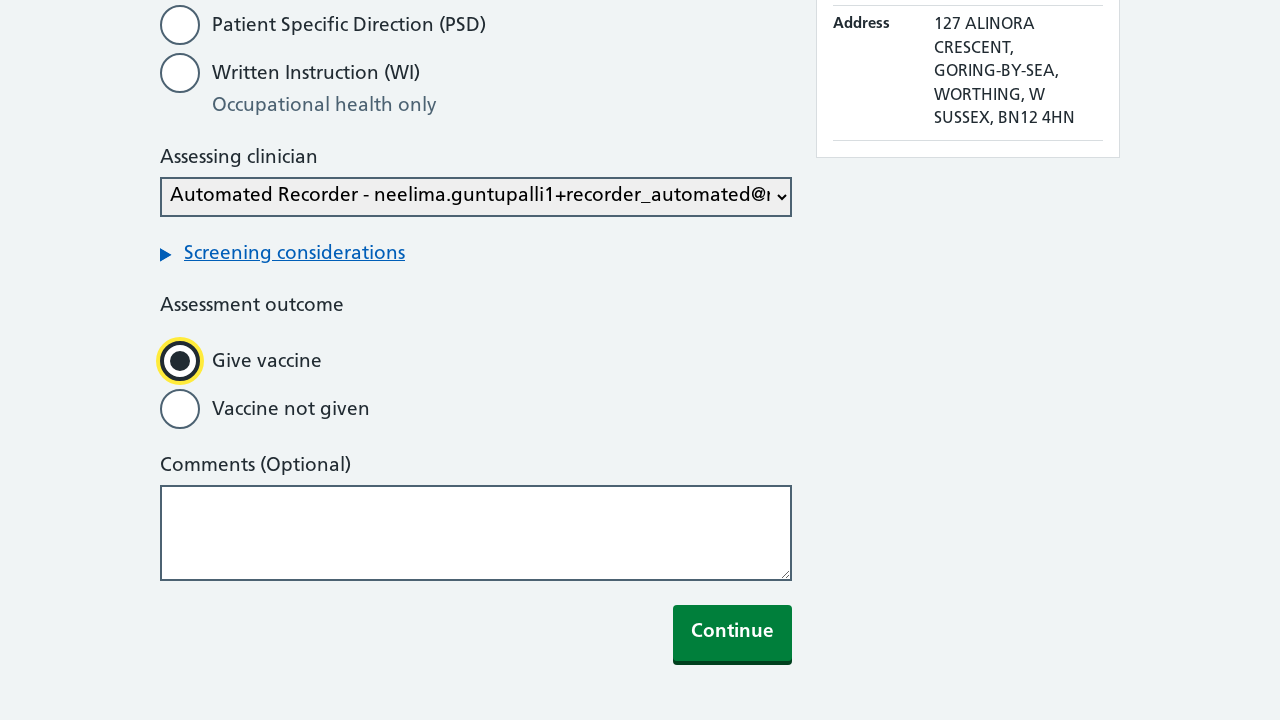 Patient Specific Direction (PSD)
Written Instruction (WI)
Occupational health only
Assessing clinician
Automated Recorder - neelima.guntupalli1+recorder_automated@
Screening considerations
Assessment outcome
Give vaccine
Vaccine not given
Comments (Optional)
Continue
Address
127 ALINORA
CRESCENT,
GORING-BY-SEA,
WORTHING, W
SUSSEX, BN12 4HN